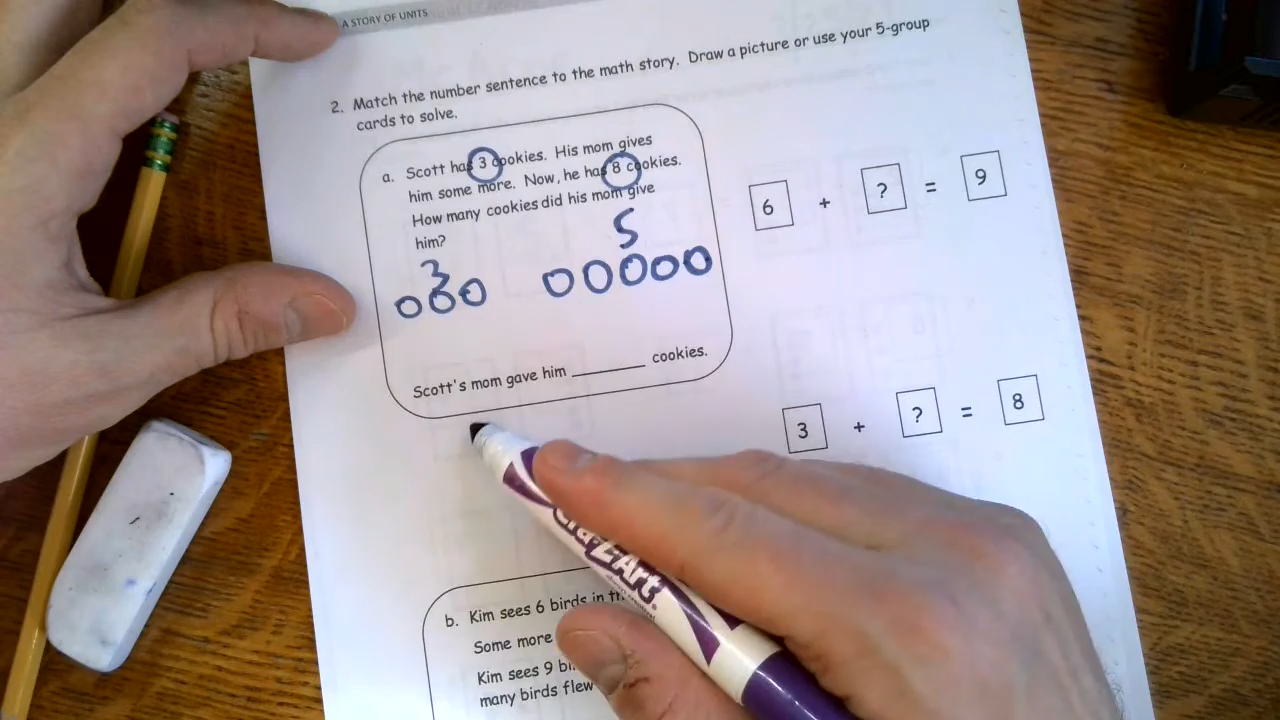 A STORY OF UNITS
2. Match the number sentence to the math story. Draw a picture or use your 5-group
cards to solve.
a. Scott has 3 cookies. His mom gives
him some more. Now, he has 8 cookies.
How many cookies did his mom give
him?
3 5
Scott's mom gave him ______ cookies.
6 + ? = 9
3 + ? = 8
b. Kim sees 6 birds in
Some more
Kim sees 9
many birds flew
Cra-Z-Art